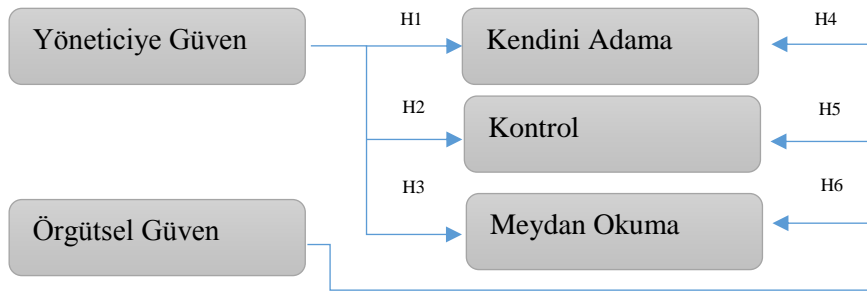 H1
H4
Yöneticiye Güven
Kendini Adama
H2
H5
Kontrol
H3
H6
Örgütsel Güven
Meydan Okuma